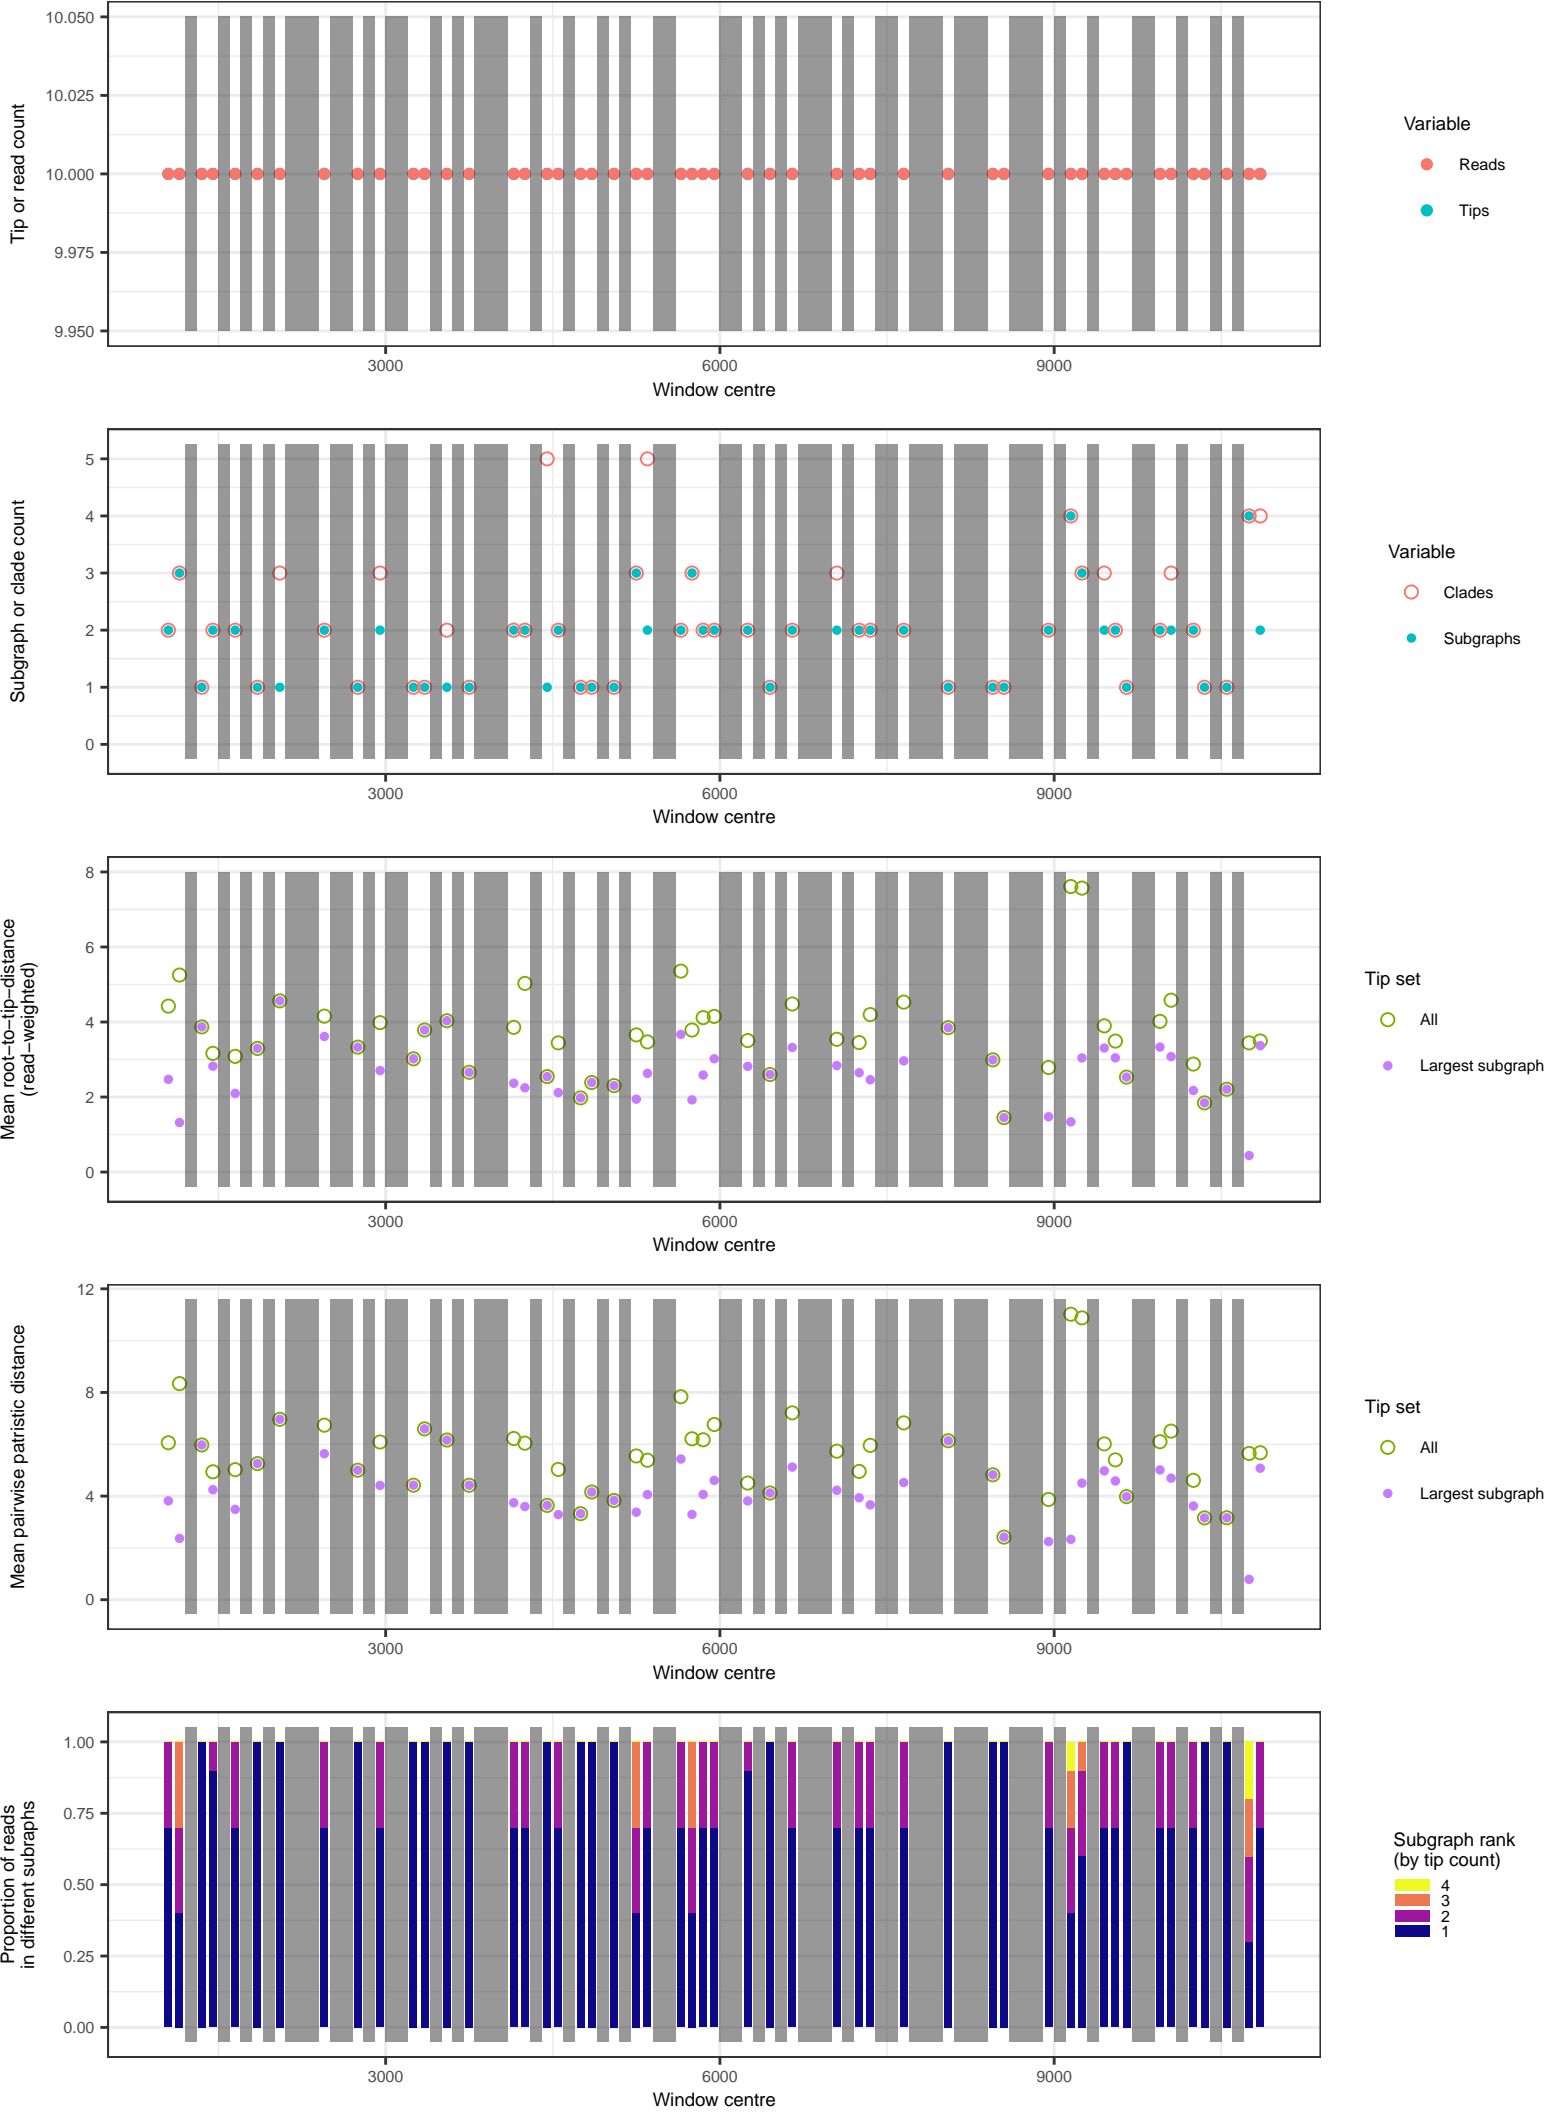 10.050
10.025
10.000
9.975
9.950
Tip or read count
3000
6000
9000
Window centre
Variable
Reads
Tips
5
4
3
2
1
0
Subgraph or clade count
3000
6000
9000
Window centre
Variable
Clades
Subgraphs
8
6
4
2
0
Mean root−to−tip−distance
(read−weighted)
3000
6000
9000
Window centre
Tip set
All
Largest subgraph
12
8
4
0
Mean pairwise patristic distance
3000
6000
9000
Window centre
Tip set
All
Largest subgraph
1.00
0.75
0.50
0.25
0.00
Proportion of reads
in different subraphs
3000
6000
9000
Window centre
Subgraph rank
(by tip count)
4
3
2
1